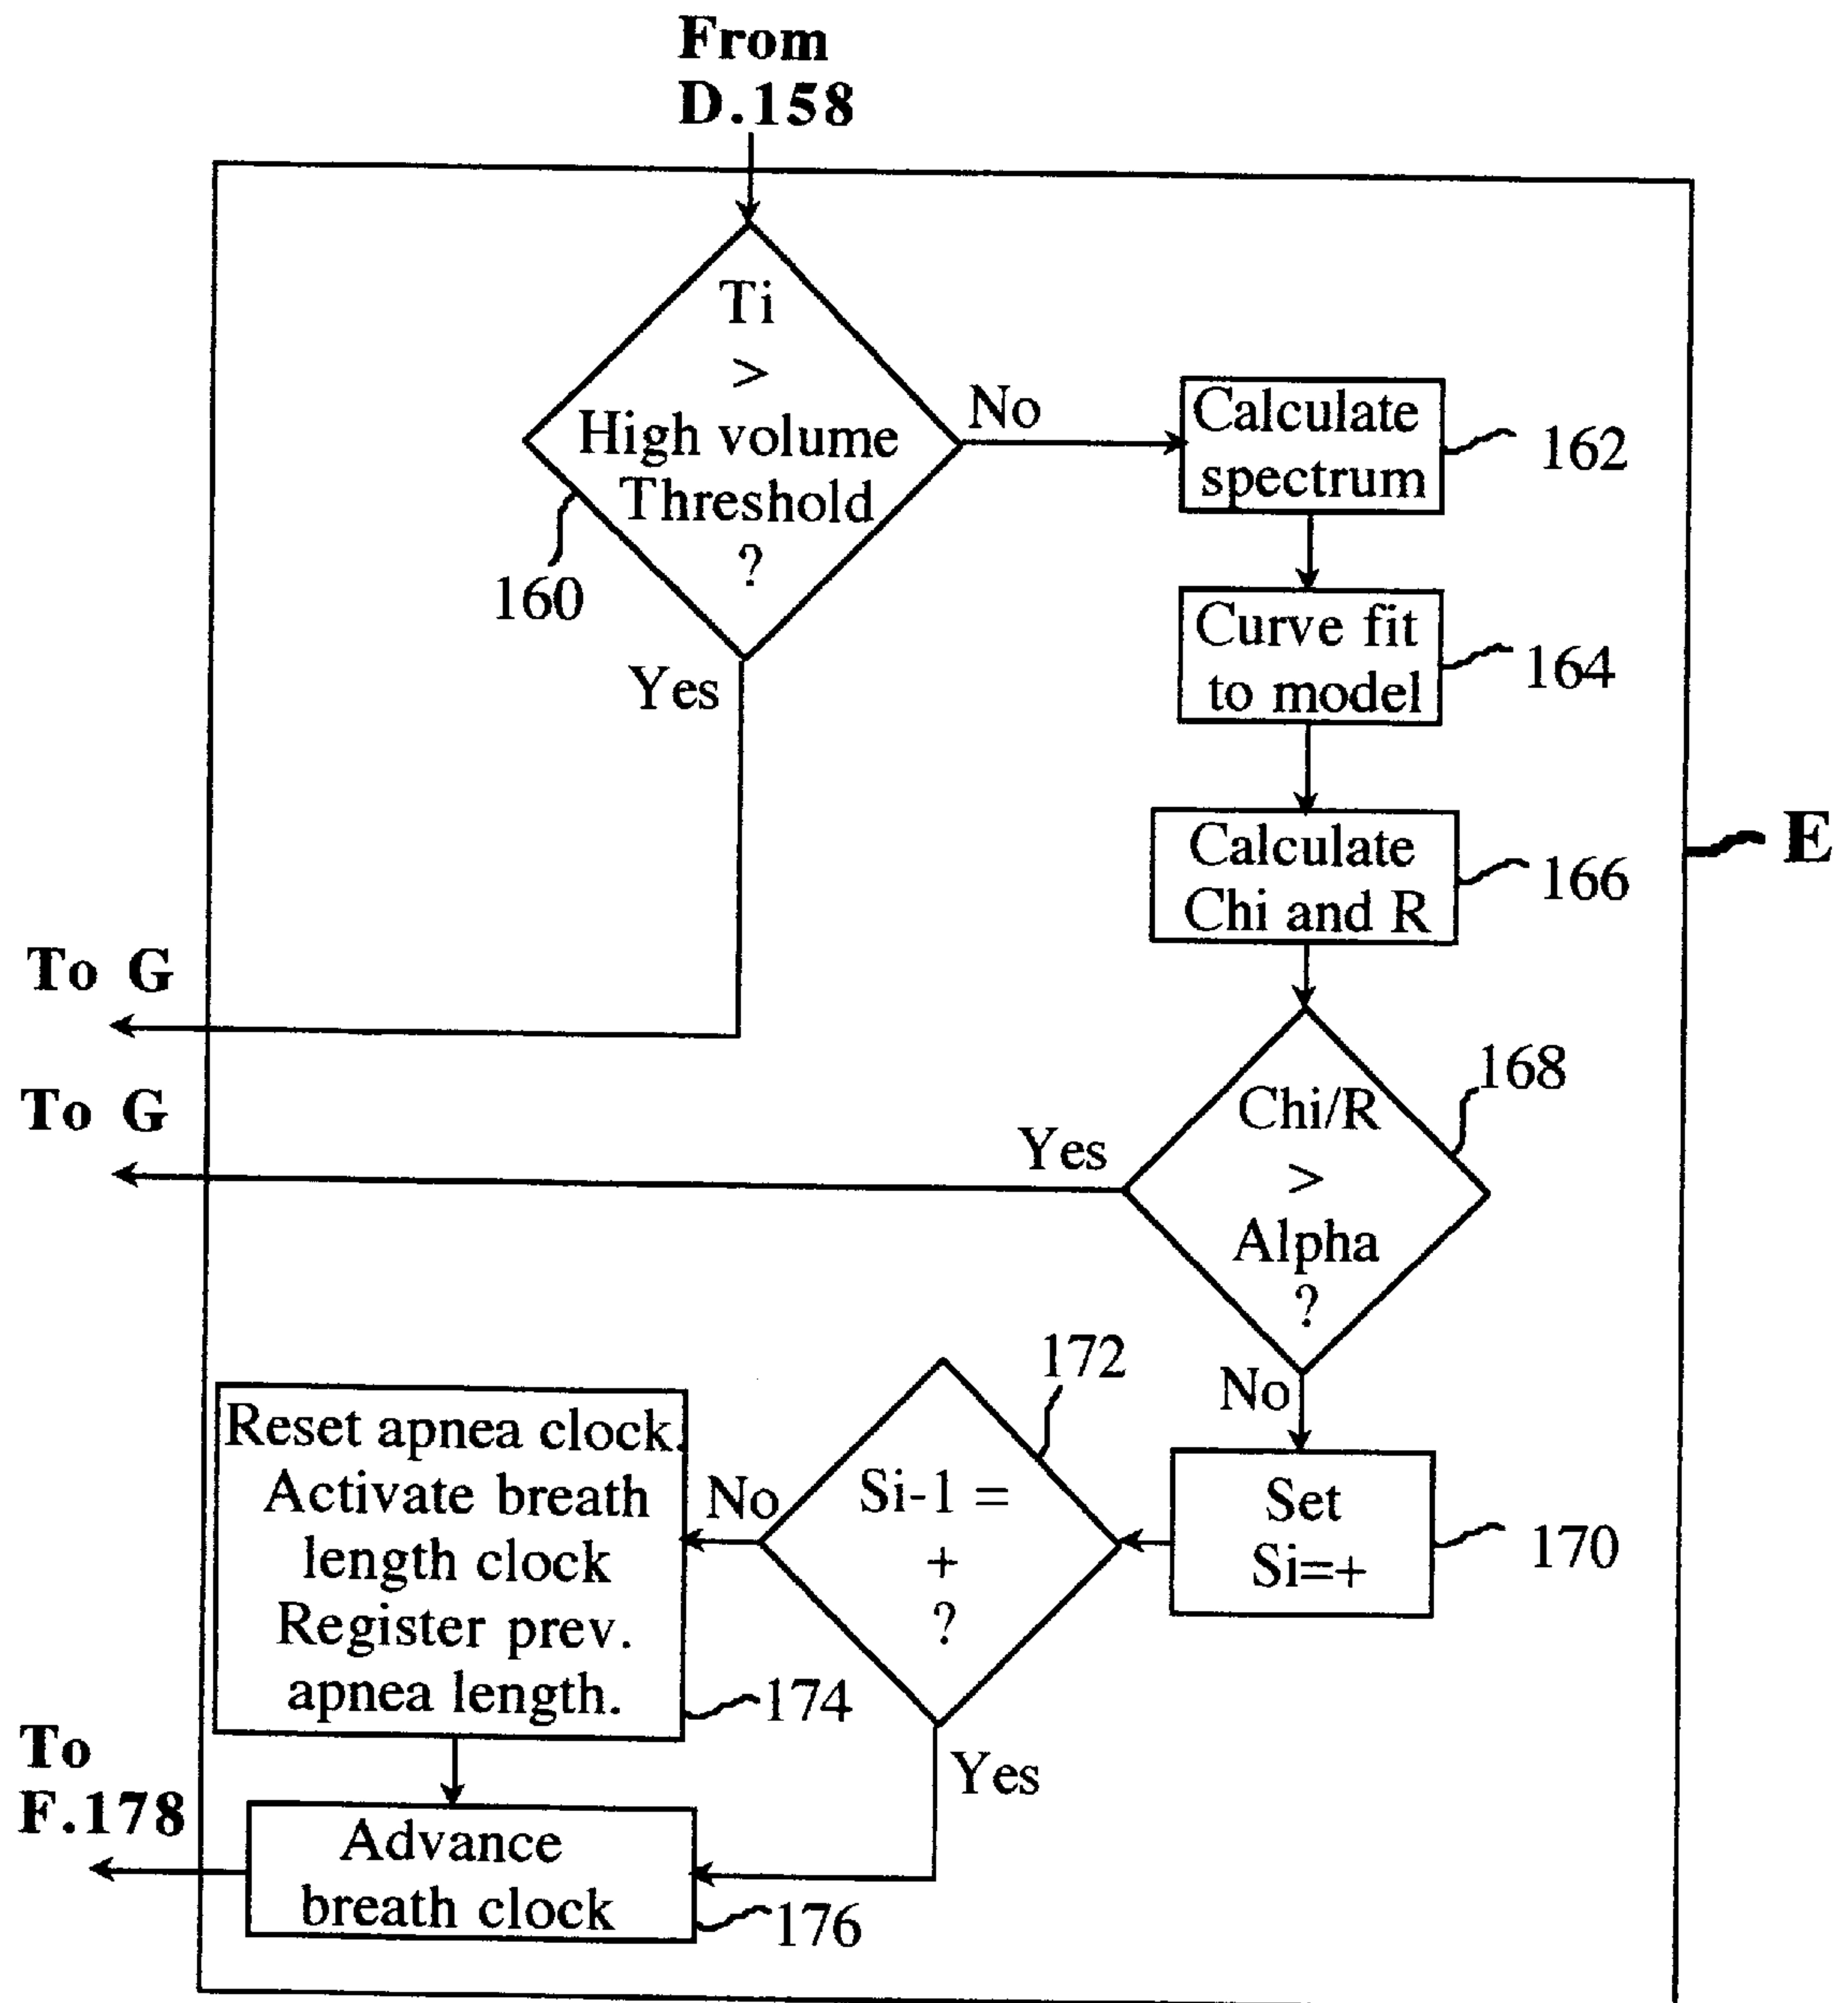 From
D.158
Ti
>
High volume
Threshold
?
160
No
Yes
Calculate
spectrum
162
Curve fit
to model
164
Calculate
Chi and R
166
E
To G
To G
Chi/R
>
Alpha
?
168
Yes
No
Set
Si=+
170
Si-1 =
+
?
172
No
Yes
Reset apnea clock.
Activate breath
length clock
Register prev.
apnea length.
174
Advance
breath clock
176
To
F.178